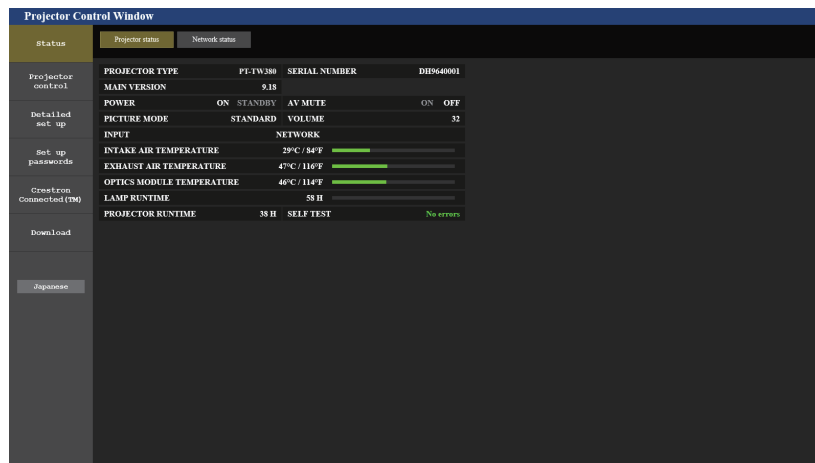 Projector Control Window
Status
Projector control
Detailed set up
Set up passwords
Crestron Connected(TM)
Download
Japanese
Projector status Network status
PROJECTOR TYPE PT-TW380 SERIAL NUMBER DH9640001
MAIN VERSION 9.18
POWER ON STANDBY AV MUTE ON OFF
PICTURE MODE STANDARD VOLUME 32
INPUT NETWORK
INTAKE AIR TEMPERATURE 29°C / 84°F
EXHAUST AIR TEMPERATURE 47°C / 116°F
OPTICS MODULE TEMPERATURE 46°C / 114°F
LAMP RUNTIME 58 H
PROJECTOR RUNTIME 38 H SELF TEST No errors